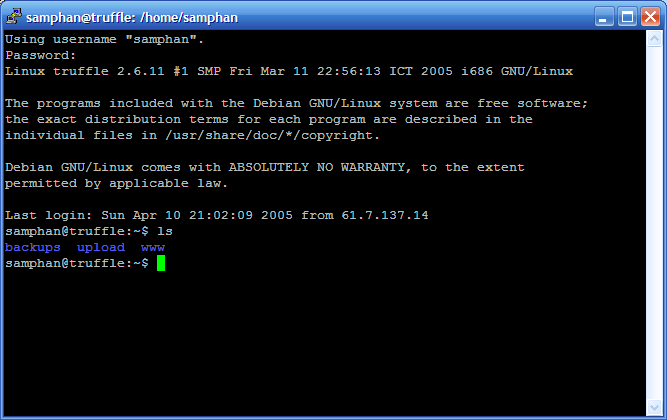 samphan@truffle: /home/samphan
Using username "samphan".
Password:
Linux truffle 2.6.11 #1 SMP Fri Mar 11 22:56:13 ICT 2005 i686 GNU/Linux
The programs included with the Debian GNU/Linux system are free software;
the exact distribution terms for each program are described in the
individual files in /usr/share/doc/*/copyright.
Debian GNU/Linux comes with ABSOLUTELY NO WARRANTY, to the extent
permitted by applicable law.
Last login: Sun Apr 10 21:02:09 2005 from 61.7.137.14
samphan@truffle:~$ ls
backups  upload  www
samphan@truffle:~$